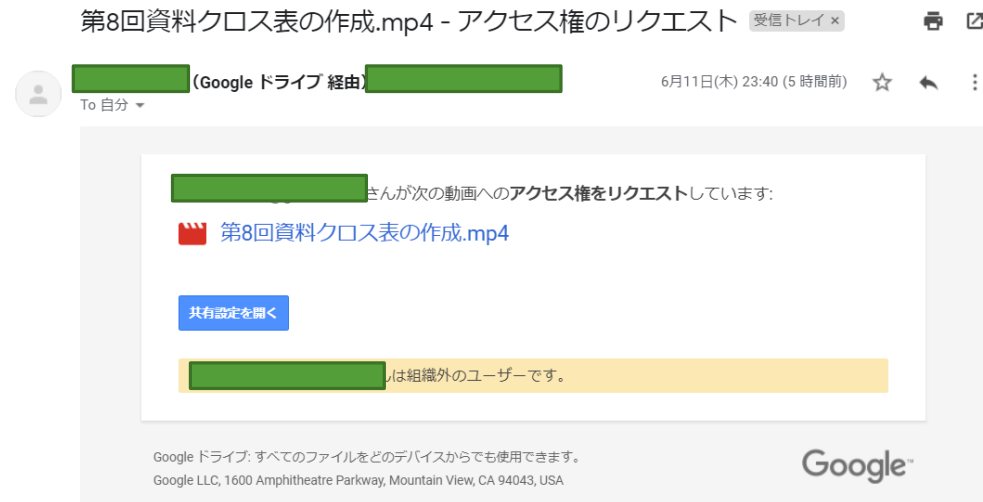 第8回資料クロス表の作成.mp4 - アクセス権のリクエスト 受信トレイ ×
(Google ドライブ 経由) 6月11日(木) 23:40 (5 時間前)
To 自分
さんが次の動画へのアクセス権をリクエストしています:
第8回資料クロス表の作成.mp4
共有設定を開く
は組織外のユーザーです。
Google ドライブ: すべてのファイルをどのデバイスからでも使用できます。
Google LLC, 1600 Amphitheatre Parkway, Mountain View, CA 94043, USA
Google™